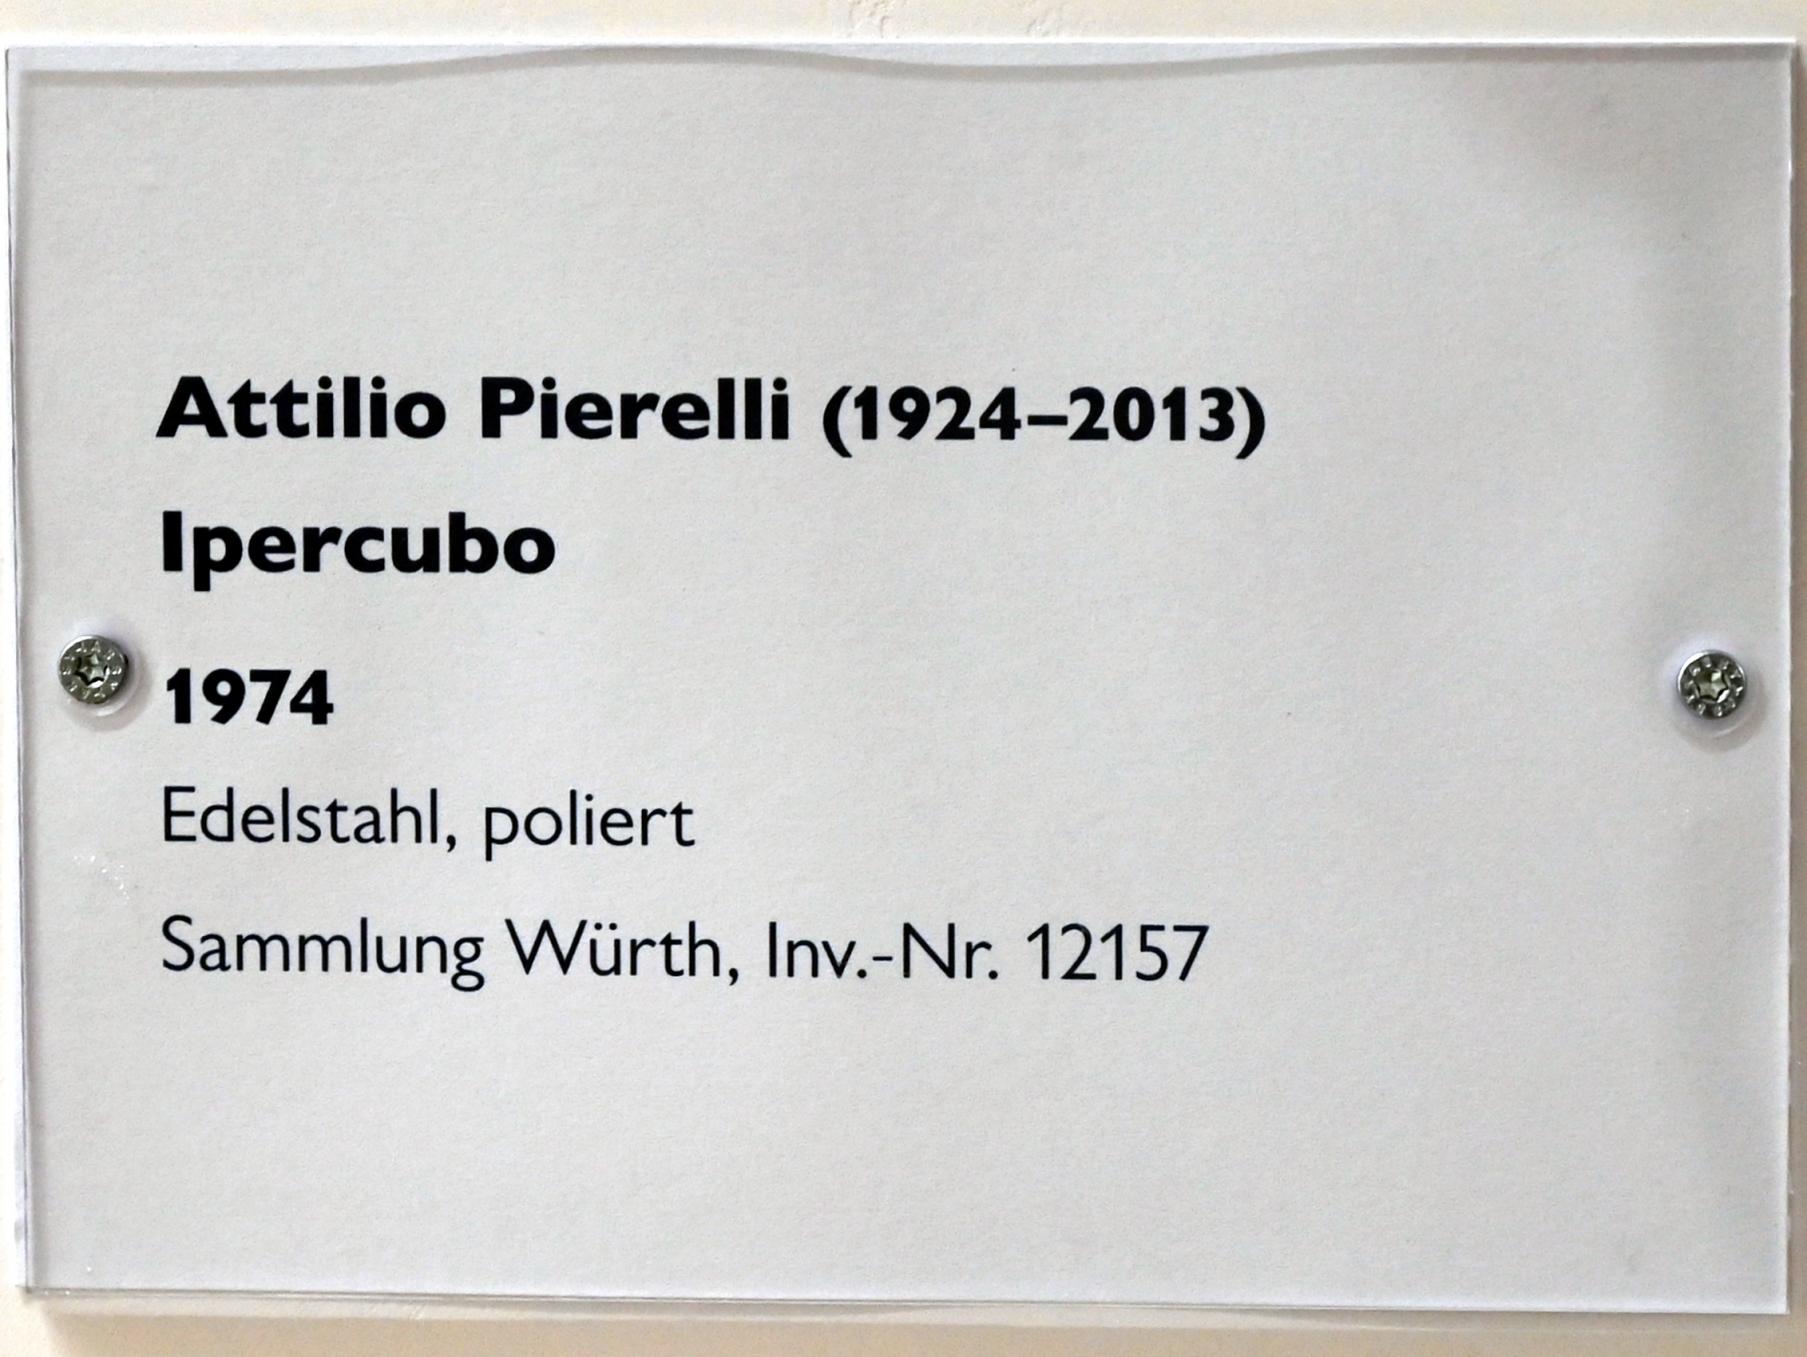 Attilio Pierelli (1924–2013)
Ipercubo
1974
Edelstahl, poliert
Sammlung Würth, Inv.-Nr. 12157